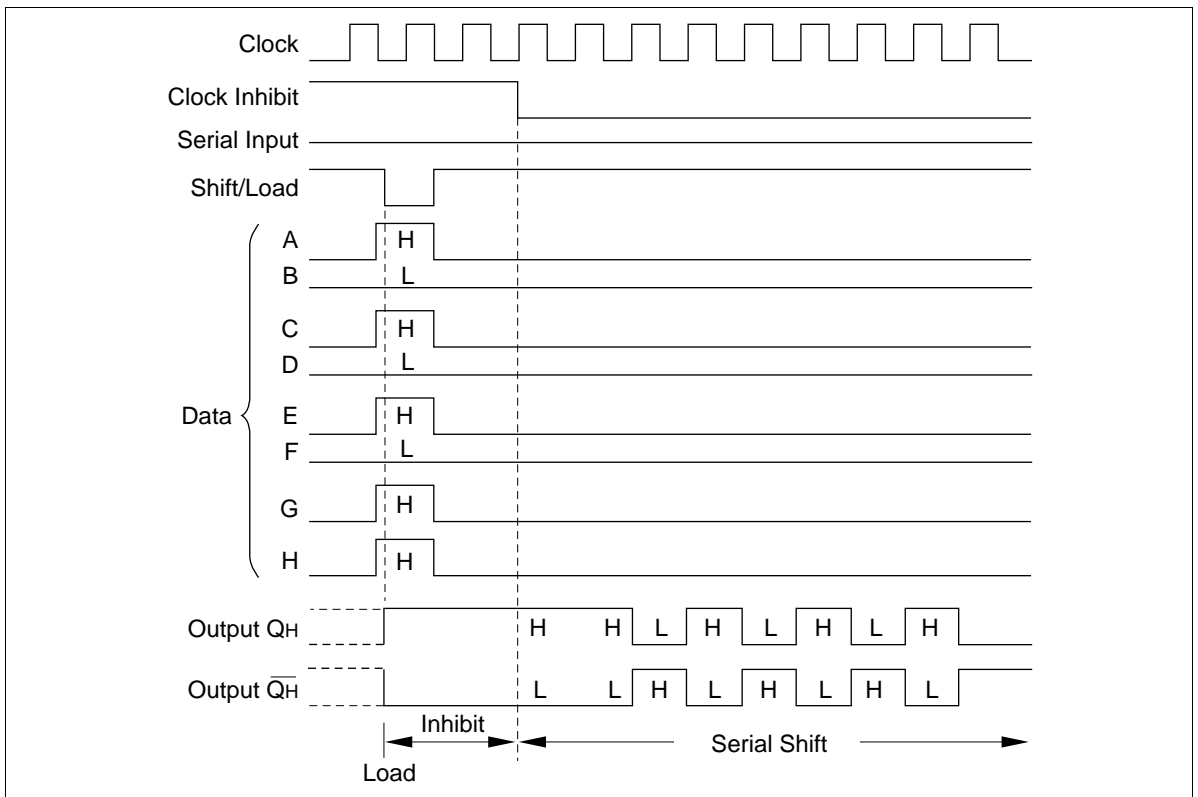 Clock
Clock Inhibit
Serial Input
Shift/Load
Data
A H
B L
C H
D L
E H
F L
G H
H H
Output QH H H L H L H L H
Output Q̅H̅ L L H L H L H L
Inhibit
Serial Shift
Load